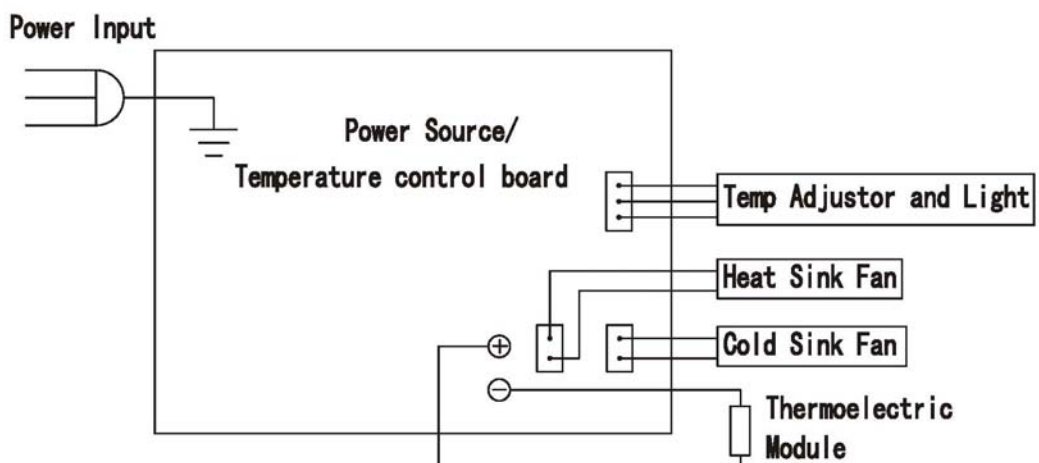 Power Input
Power Source/
Temperature control board
Temp Adjustor and Light
Heat Sink Fan
Cold Sink Fan
+
−
Thermoelectric
Module